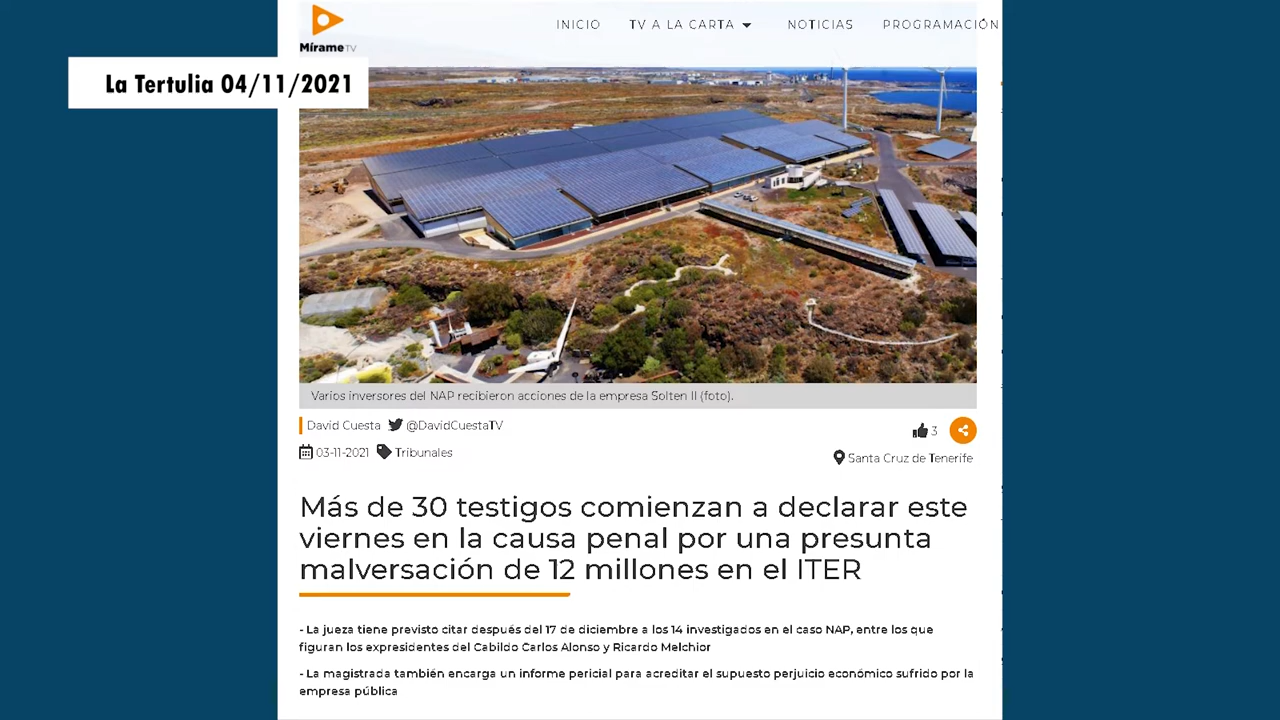 Mírame TV
INICIO TV A LA CARTA NOTICIAS PROGRAMACIÓN
La Tertulia 04/11/2021
Varios inversores del NAP recibieron acciones de la empresa Solten II (foto).
David Cuesta @DavidCuestaTV
3
03-11-2021 Tribunales
Santa Cruz de Tenerife
Más de 30 testigos comienzan a declarar este
viernes en la causa penal por una presunta
malversación de 12 millones en el ITER
- La jueza tiene previsto citar después del 17 de diciembre a los 14 investigados en el caso NAP, entre los que
figuran los expresidentes del Cabildo Carlos Alonso y Ricardo Melchior
- La magistrada también encarga un informe pericial para acreditar el supuesto perjuicio económico sufrido por la
empresa pública